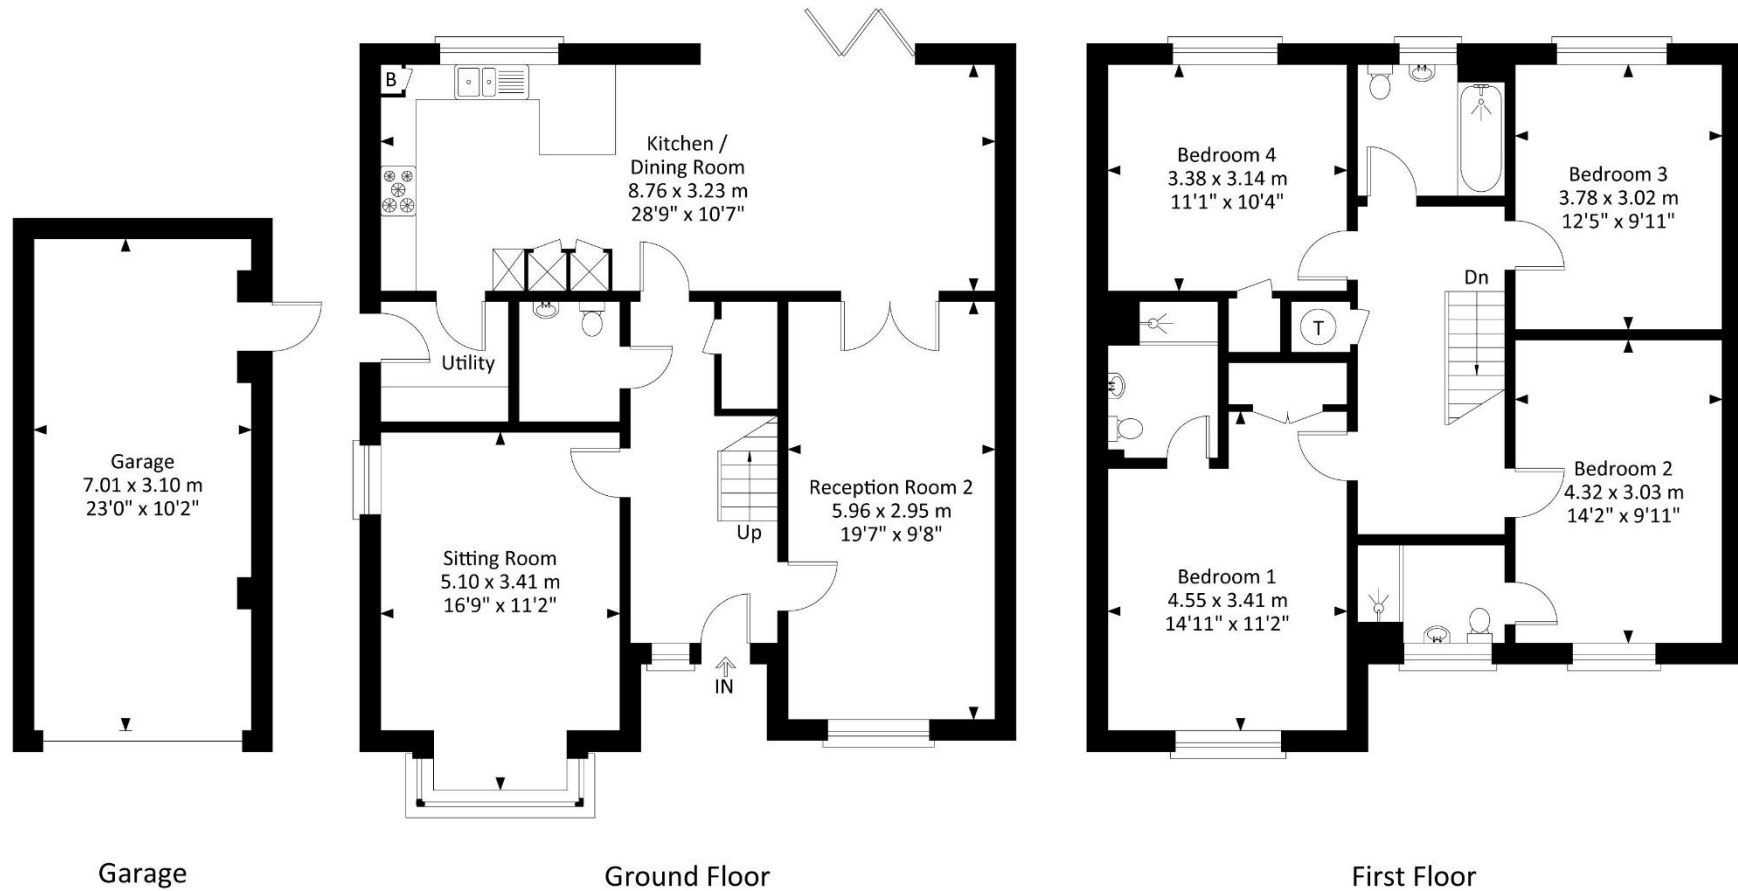 B
Kitchen /
Dining Room
8.76 x 3.23 m
28'9" x 10'7"
Utility
Garage
7.01 x 3.10 m
23'0" x 10'2"
Sitting Room
5.10 x 3.41 m
16'9" x 11'2"
Up
IN
Reception Room 2
5.96 x 2.95 m
19'7" x 9'8"
Bedroom 4
3.38 x 3.14 m
11'1" x 10'4"
Bedroom 3
3.78 x 3.02 m
12'5" x 9'11"
Dn
T
Bedroom 2
4.32 x 3.03 m
14'2" x 9'11"
Bedroom 1
4.55 x 3.41 m
14'11" x 11'2"
Garage
Ground Floor
First Floor